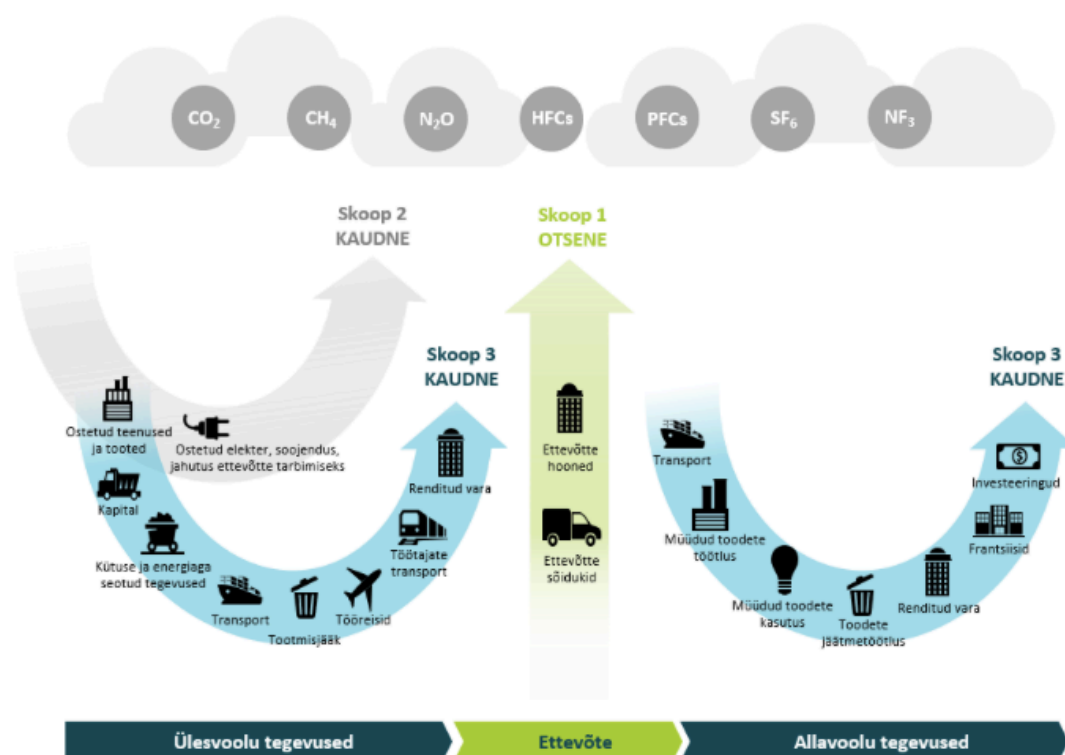 CO₂
CH₄
N₂O
HFCs
PFCs
SF₆
NF₃
Skoop 2
KAUDNE
Skoop 1
OTSENE
Skoop 3
KAUDNE
Skoop 3
KAUDNE
Ostetud teenused
ja tooted
Ostetud elekter, soojendus,
jahutus ettevõtte tarbimiseks
Kapital
Kütuse ja energiaga
seotud tegevused
Transport
Tootmisjääk
Tööreisid
Töötajate
transport
Renditud vara
Ettevõtte
hooned
Ettevõtte
sõidukid
Transport
Müüdud toodete
töötlus
Müüdud toodete
kasutus
Toodete
jäätmetöötlus
Renditud vara
Frantsiisid
Investeeringud
Ülesvoolu tegevused
Ettevõte
Allavoolu tegevused